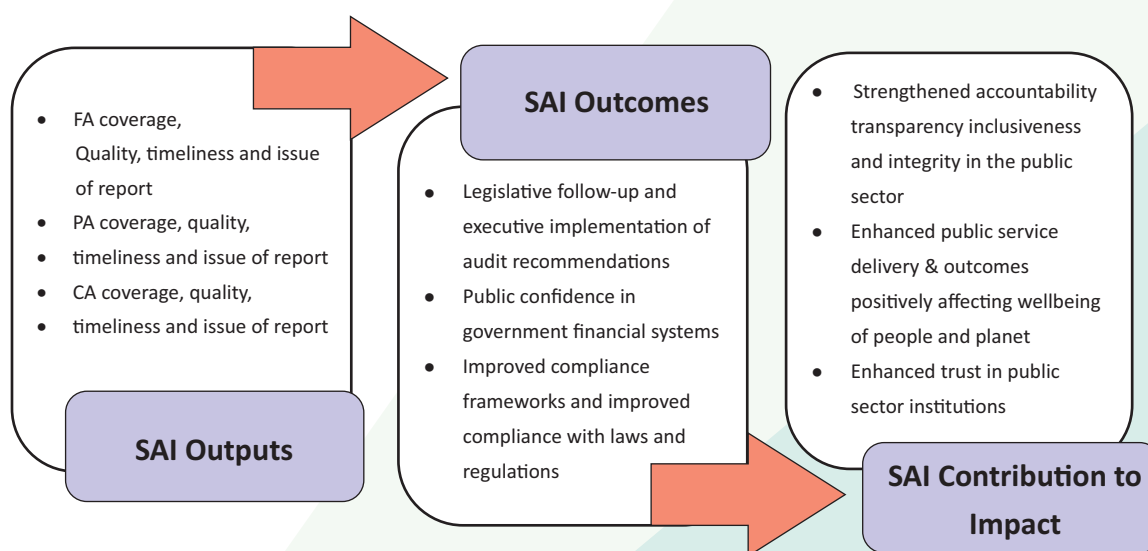 • FA coverage,
Quality, timeliness and issue
of report
• PA coverage, quality,
• timeliness and issue of report
• CA coverage, quality,
• timeliness and issue of report
SAI Outputs
SAI Outcomes
• Legislative follow-up and
executive implementation of
audit recommendations
• Public confidence in
government financial systems
• Improved compliance
frameworks and improved
compliance with laws and
regulations
• Strengthened accountability
transparency inclusiveness
and integrity in the public
sector
• Enhanced public service
delivery & outcomes
positively affecting wellbeing
of people and planet
• Enhanced trust in public
sector institutions
SAI Contribution to
Impact